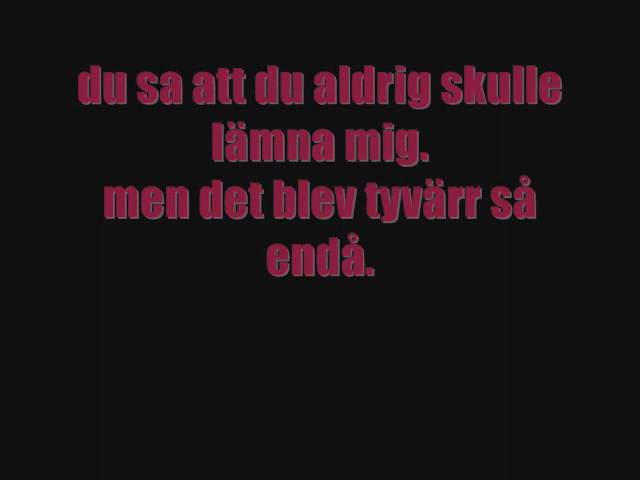 du sa att du aldrig skulle
lämna mig.
men det blev tyvärr så
endå.